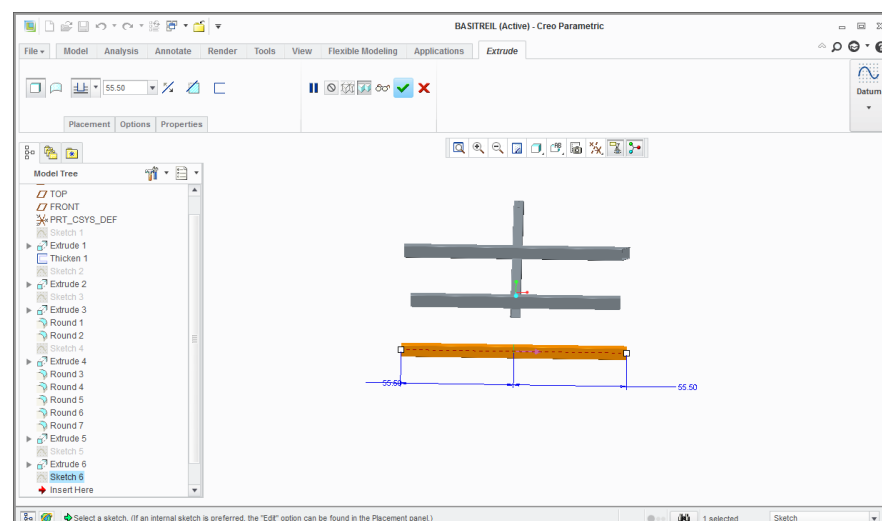 BASITREIL (Active) - Creo Parametric
File Model Analysis Annotate Render Tools View Flexible Modeling Applications Extrude
55.50
Datum
Placement Options Properties
Model Tree
TOP
FRONT
PRT_CSYS_DEF
Sketch 1
Extrude 1
Thicken 1
Sketch 2
Extrude 2
Sketch 3
Extrude 3
Round 1
Round 2
Sketch 4
Extrude 4
Round 3
Round 4
Round 5
Round 6
Round 7
Extrude 5
Sketch 5
Extrude 6
Sketch 6
Insert Here
55.50
55.50
Select a sketch. (If an internal sketch is preferred, the "Edit" option can be found in the Placement panel.)
1 selected
Sketch